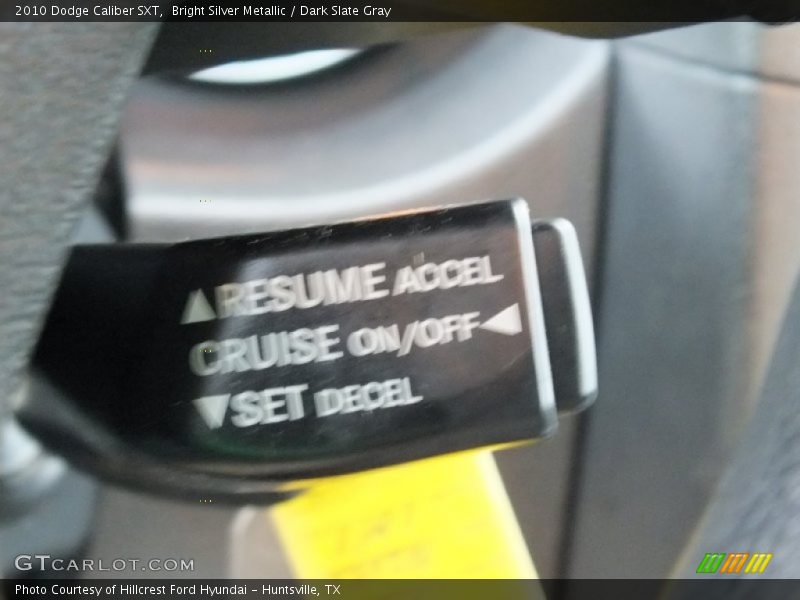 2010 Dodge Caliber SXT, Bright Silver Metallic / Dark Slate Gray
▲RESUME ACCEL
CRUISE ON/OFF◀
▼SET DECEL
GTCARLOT.COM
Photo Courtesy of Hillcrest Ford Hyundai - Huntsville, TX